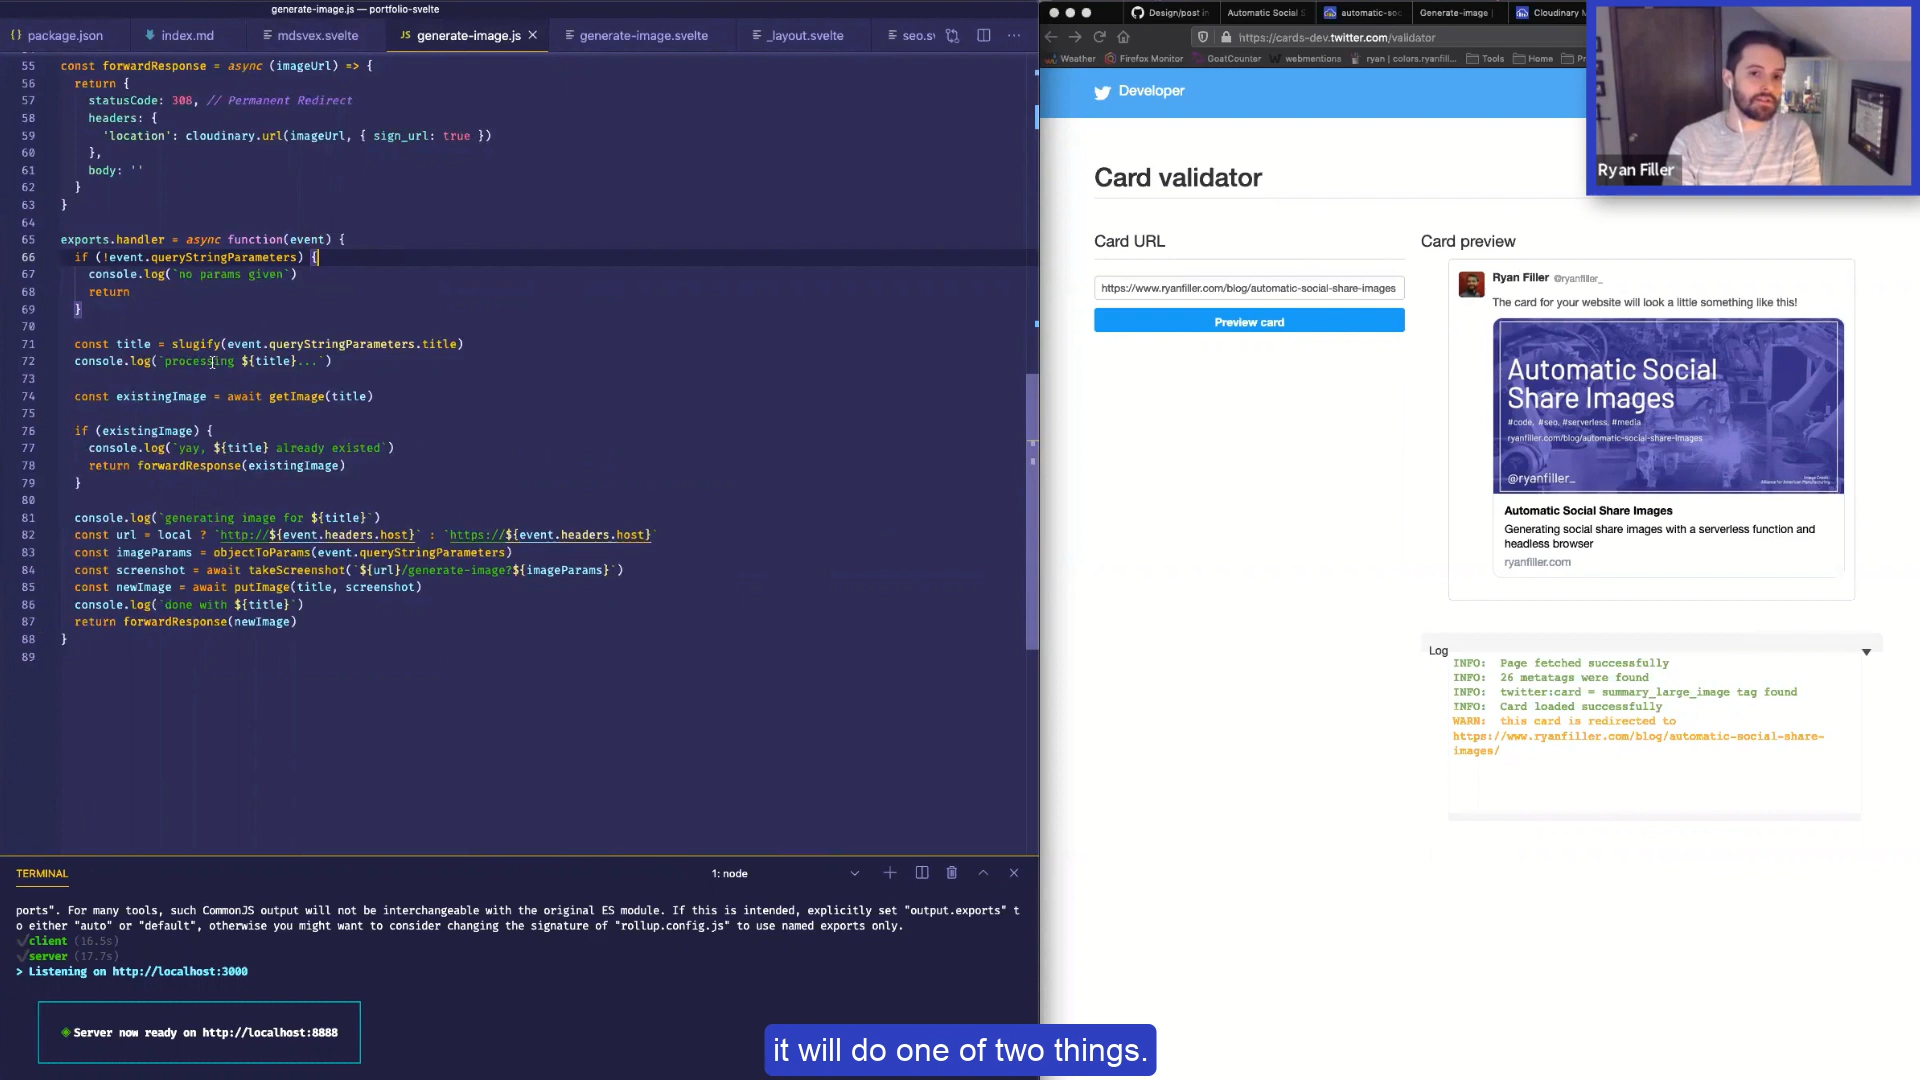 generate-image.js — portfolio-svelte
package.json
index.md
mdsvex.svelte
JS generate-image.js
generate-image.svelte
_layout.svelte
seo.sv
55 const forwardResponse = async (imageUrl) => {
56 return {
57 statusCode: 308, // Permanent Redirect
58 headers: {
59 'location': cloudinary.url(imageUrl, { sign_url: true })
60 },
61 body: ''
62 }
63 }
64
65 exports.handler = async function(event) {
66 if (!event.queryStringParameters) {
67 console.log(`no params given`)
68 return
69 }
70
71 const title = slugify(event.queryStringParameters.title)
72 console.log(`processing ${title}...`)
73
74 const existingImage = await getImage(title)
75
76 if (existingImage) {
77 console.log(`yay, ${title} already existed`)
78 return forwardResponse(existingImage)
79 }
80
81 console.log(`generating image for ${title}`)
82 const url = local ? `http://${event.headers.host}` : `https://${event.headers.host}`
83 const imageParams = objectToParams(event.queryStringParameters)
84 const screenshot = await takeScreenshot(`${url}/generate-image?${imageParams}`)
85 const newImage = await putImage(title, screenshot)
86 console.log(`done with ${title}`)
87 return forwardResponse(newImage)
88 }
89
TERMINAL
1: node
ports". For many tools, such CommonJS output will not be interchangeable with the original ES module. If this is intended, explicitly set "output.exports" t
o either "auto" or "default", otherwise you might want to consider changing the signature of "rollup.config.js" to use named exports only.
✓client (16.5s)
✓server (17.7s)
> Listening on http://localhost:3000
Server now ready on http://localhost:8888
Design/post in
Automatic Social S
automatic-soc
Generate-image
Cloudinary M
https://cards-dev.twitter.com/validator
Weather
Firefox Monitor
GoatCounter
webmentions
ryan | colors.ryanfill...
Tools
Home
Developer
Card validator
Card URL
https://www.ryanfiller.com/blog/automatic-social-share-images
Preview card
Card preview
Ryan Filler @ryanfiller_
The card for your website will look a little something like this!
Automatic Social
Share Images
#code, #seo, #serverless, #media
ryanfiller.com/blog/automatic-social-share-images
@ryanfiller_
Image Credit:
Alliance for American Manufacturing
Automatic Social Share Images
Generating social share images with a serverless function and
headless browser
ryanfiller.com
Log
INFO: Page fetched successfully
INFO: 26 metatags were found
INFO: twitter:card = summary_large_image tag found
INFO: Card loaded successfully
WARN: this card is redirected to
https://www.ryanfiller.com/blog/automatic-social-share-
images/
Ryan Filler
it will do one of two things.